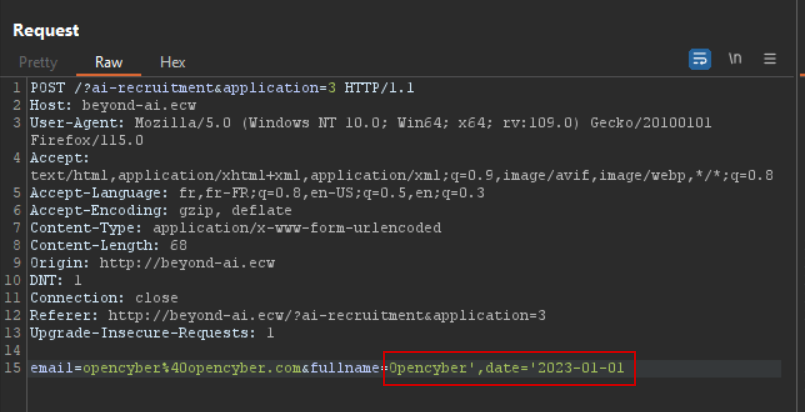 Request
Pretty Raw Hex \n
1 POST /?ai-recruitment&application=3 HTTP/1.1
2 Host: beyond-ai.ecw
3 User-Agent: Mozilla/5.0 (Windows NT 10.0; Win64; x64; rv:109.0) Gecko/20100101
Firefox/115.0
4 Accept:
text/html,application/xhtml+xml,application/xml;q=0.9,image/avif,image/webp,*/*;q=0.8
5 Accept-Language: fr,fr-FR;q=0.8,en-US;q=0.5,en;q=0.3
6 Accept-Encoding: gzip, deflate
7 Content-Type: application/x-www-form-urlencoded
8 Content-Length: 68
9 Origin: http://beyond-ai.ecw
10 DNT: 1
11 Connection: close
12 Referer: http://beyond-ai.ecw/?ai-recruitment&application=3
13 Upgrade-Insecure-Requests: 1
14
15 email=opencyber%40opencyber.com&fullname=Opencyber',date='2023-01-01